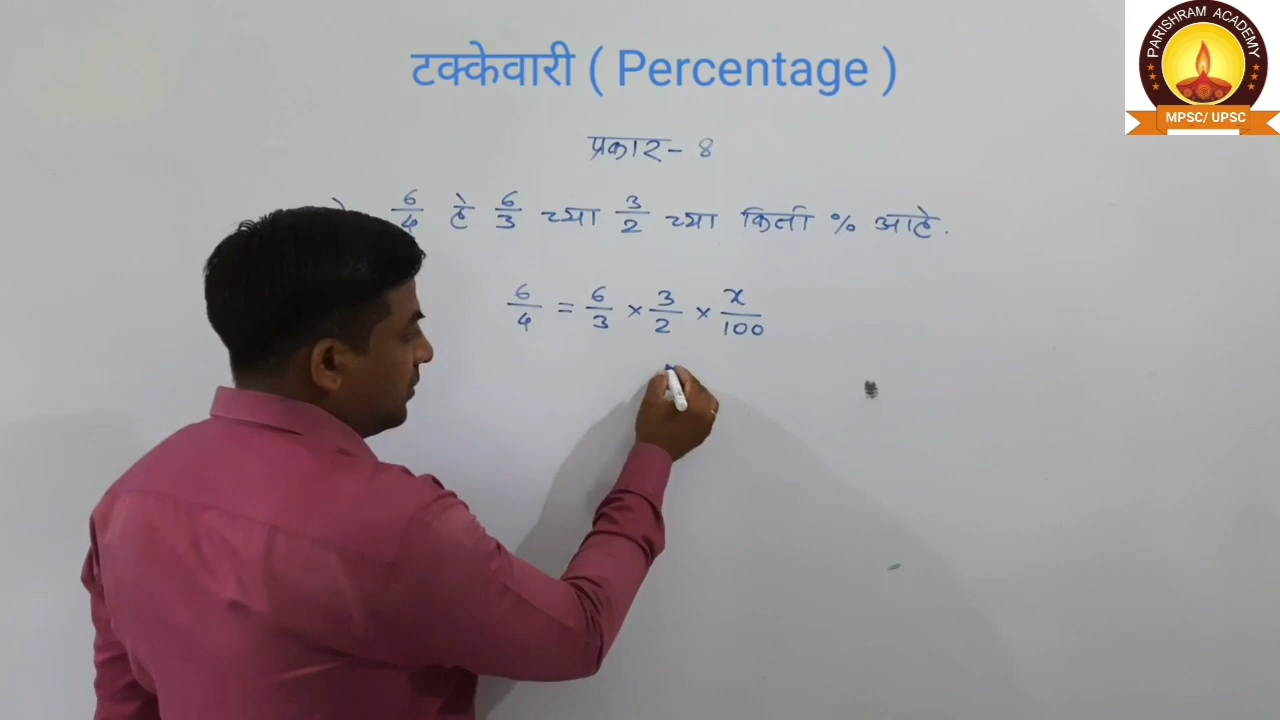 टक्केवारी ( Percentage )
PARISHRAM ACADEMY
MPSC/ UPSC
प्रकार - 8
6/4 हे 6/3 च्या 3/2 च्या किती % आहे.
6/4 = 6/3 × 3/2 × x/100